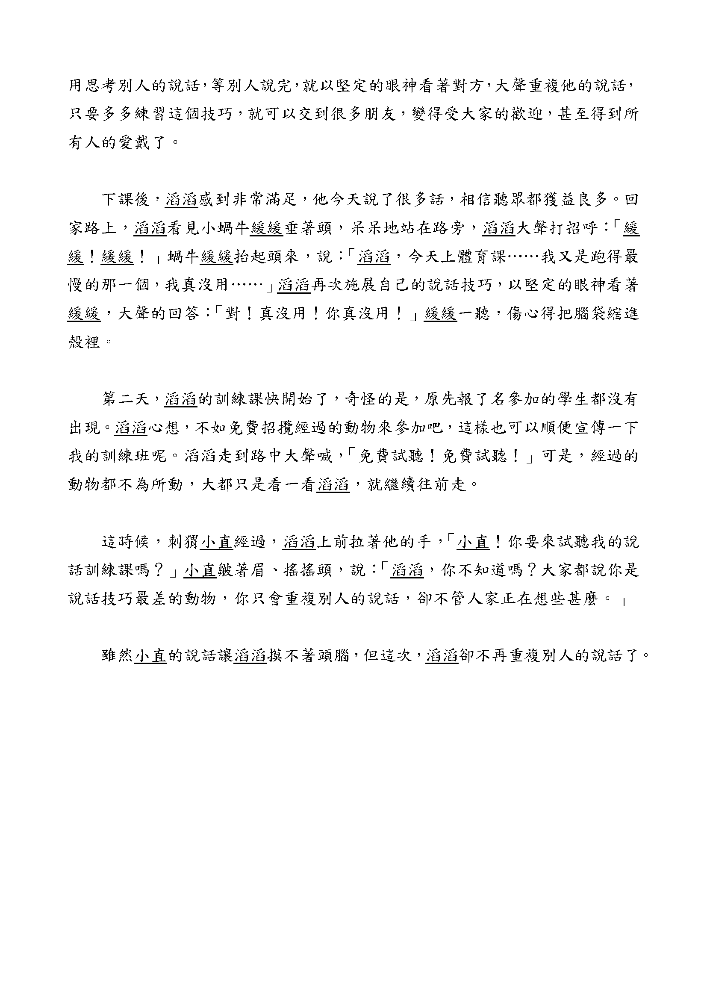 用思考別人的說話，等別人說完，就以堅定的眼神看著對方，大聲重複他的說話，
只要多多練習這個技巧，就可以交到很多朋友，變得受大家的歡迎，甚至得到所
有人的愛戴了。
下課後，滔滔感到非常滿足，他今天說了很多話，相信聽眾都獲益良多。回
家路上，滔滔看見小蝸牛緩緩垂著頭，呆呆地站在路旁，滔滔大聲打招呼：「緩
緩！緩緩！」蝸牛緩緩抬起頭來，說：「滔滔，今天上體育課……我又是跑得最
慢的那一個，我真沒用……」滔滔再次施展自己的說話技巧，以堅定的眼神看著
緩緩，大聲的回答：「對！真沒用！你真沒用！」緩緩一聽，傷心得把腦袋縮進
殼裡。
第二天，滔滔的訓練課快開始了，奇怪的是，原先報了名參加的學生都沒有
出現。滔滔心想，不如免費招攬經過的動物來參加吧，這樣也可以順便宣傳一下
我的訓練班呢。滔滔走到路中大聲喊，「免費試聽！免費試聽！」可是，經過的
動物都不為所動，大都只是看一看滔滔，就繼續往前走。
這時候，刺猬小直經過，滔滔上前拉著他的手，「小直！你要來試聽我的說
話訓練課嗎？」小直皺著眉、搖搖頭，說：「滔滔，你不知道嗎？大家都說你是
說話技巧最差的動物，你只會重複別人的說話，卻不管人家正在想些甚麼。」
雖然小直的說話讓滔滔摸不著頭腦，但這次，滔滔卻不再重複別人的說話了。